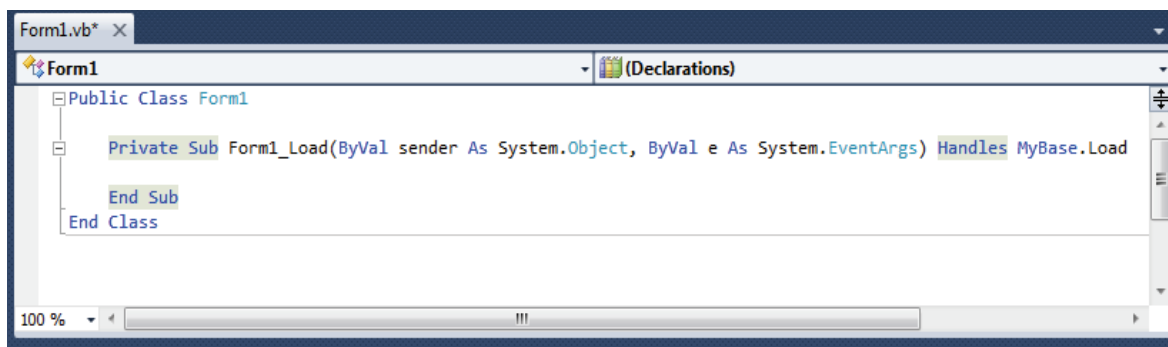 Form1.vb*
Form1 (Declarations)
Public Class Form1
Private Sub Form1_Load(ByVal sender As System.Object, ByVal e As System.EventArgs) Handles MyBase.Load
End Sub
End Class
100 %